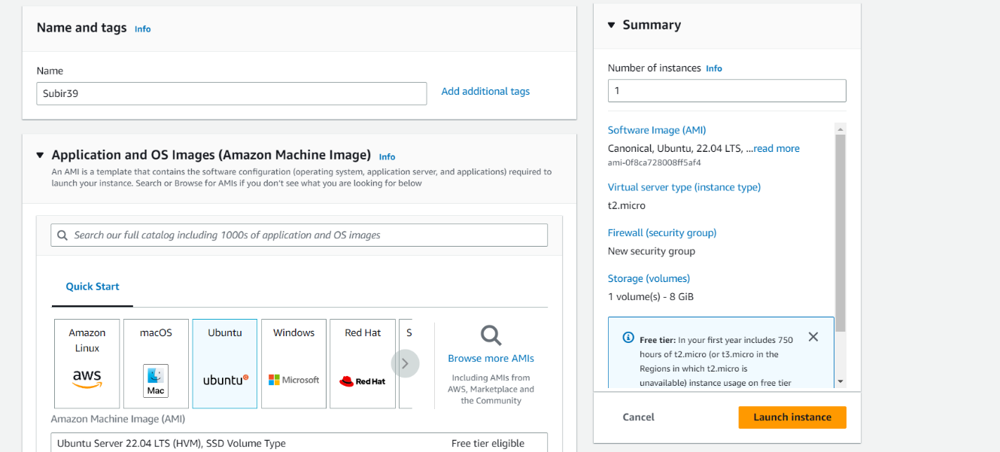 Name and tags Info
Name
Subir39
Add additional tags
Application and OS Images (Amazon Machine Image) Info
An AMI is a template that contains the software configuration (operating system, application server, and applications) required to
launch your instance. Search or Browse for AMIs if you don't see what you are looking for below
Search our full catalog including 1000s of application and OS images
Quick Start
Amazon
Linux
aws
macOS
Mac
Ubuntu
ubuntu
Windows
Microsoft
Red Hat
Red Hat
S
Browse more AMIs
Including AMIs from
AWS, Marketplace and
the Community
Amazon Machine Image (AMI)
Ubuntu Server 22.04 LTS (HVM), SSD Volume Type
Free tier eligible
Summary
Number of instances Info
1
Software Image (AMI)
Canonical, Ubuntu, 22.04 LTS, ...read more
ami-0f8ca728008ff5af4
Virtual server type (instance type)
t2.micro
Firewall (security group)
New security group
Storage (volumes)
1 volume(s) - 8 GiB
Free tier: In your first year includes 750
hours of t2.micro (or t3.micro in the
Regions in which t2.micro is
unavailable) instance usage on free tier
Cancel
Launch instance